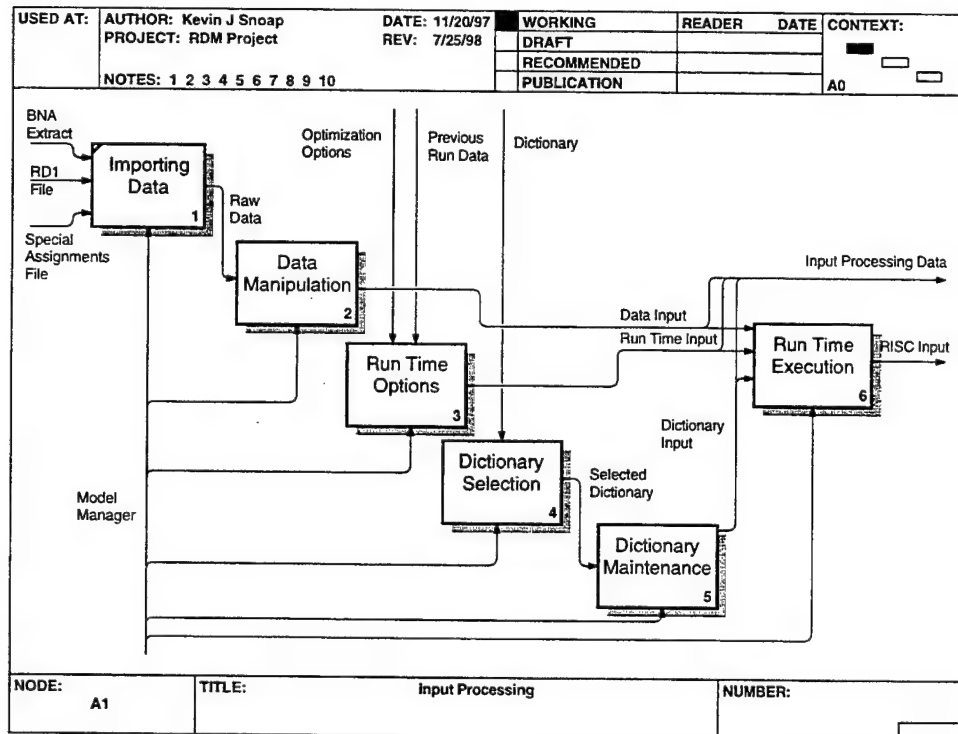 USED AT:
AUTHOR: Kevin J Snoap
DATE: 11/20/97
PROJECT: RDM Project
REV: 7/25/98
NOTES: 1 2 3 4 5 6 7 8 9 10
WORKING
DRAFT
RECOMMENDED
PUBLICATION
READER DATE
CONTEXT:
A0
BNA
Extract
RD1
File
Special
Assignments
File
Importing
Data
1
Raw
Data
Optimization
Options
Previous
Run Data
Dictionary
Data
Manipulation
2
Run Time
Options
3
Dictionary
Selection
4
Selected
Dictionary
Dictionary
Maintenance
5
Model
Manager
Input Processing Data
Data Input
Run Time Input
Dictionary
Input
Run Time
Execution
6
RISC Input
NODE:
A1
TITLE:
Input Processing
NUMBER: